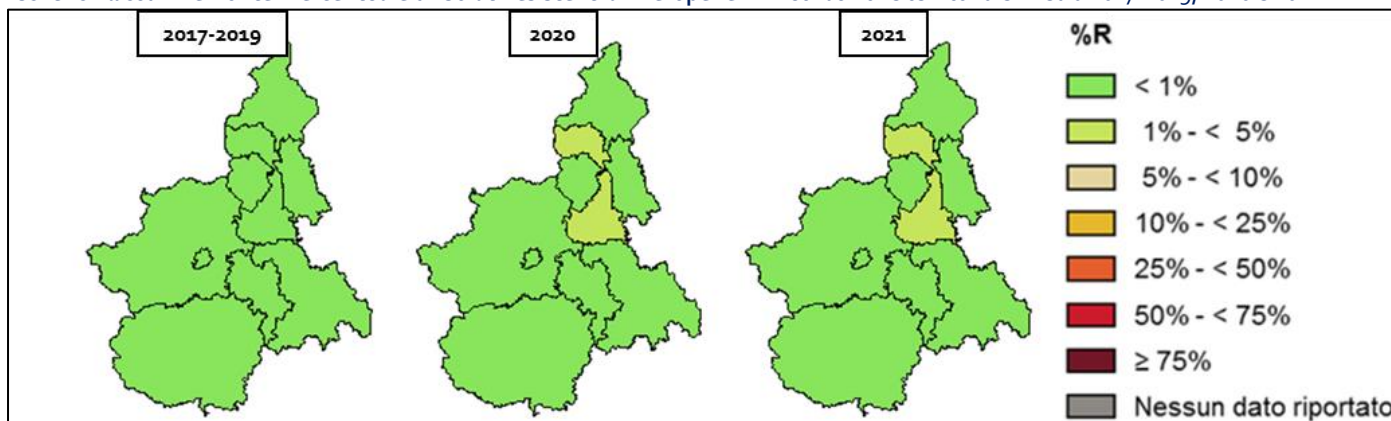 2017-2019
2020
2021
%R
< 1%
1% - < 5%
5% - < 10%
10% - < 25%
25% - < 50%
50% - < 75%
≥ 75%
Nessun dato riportato